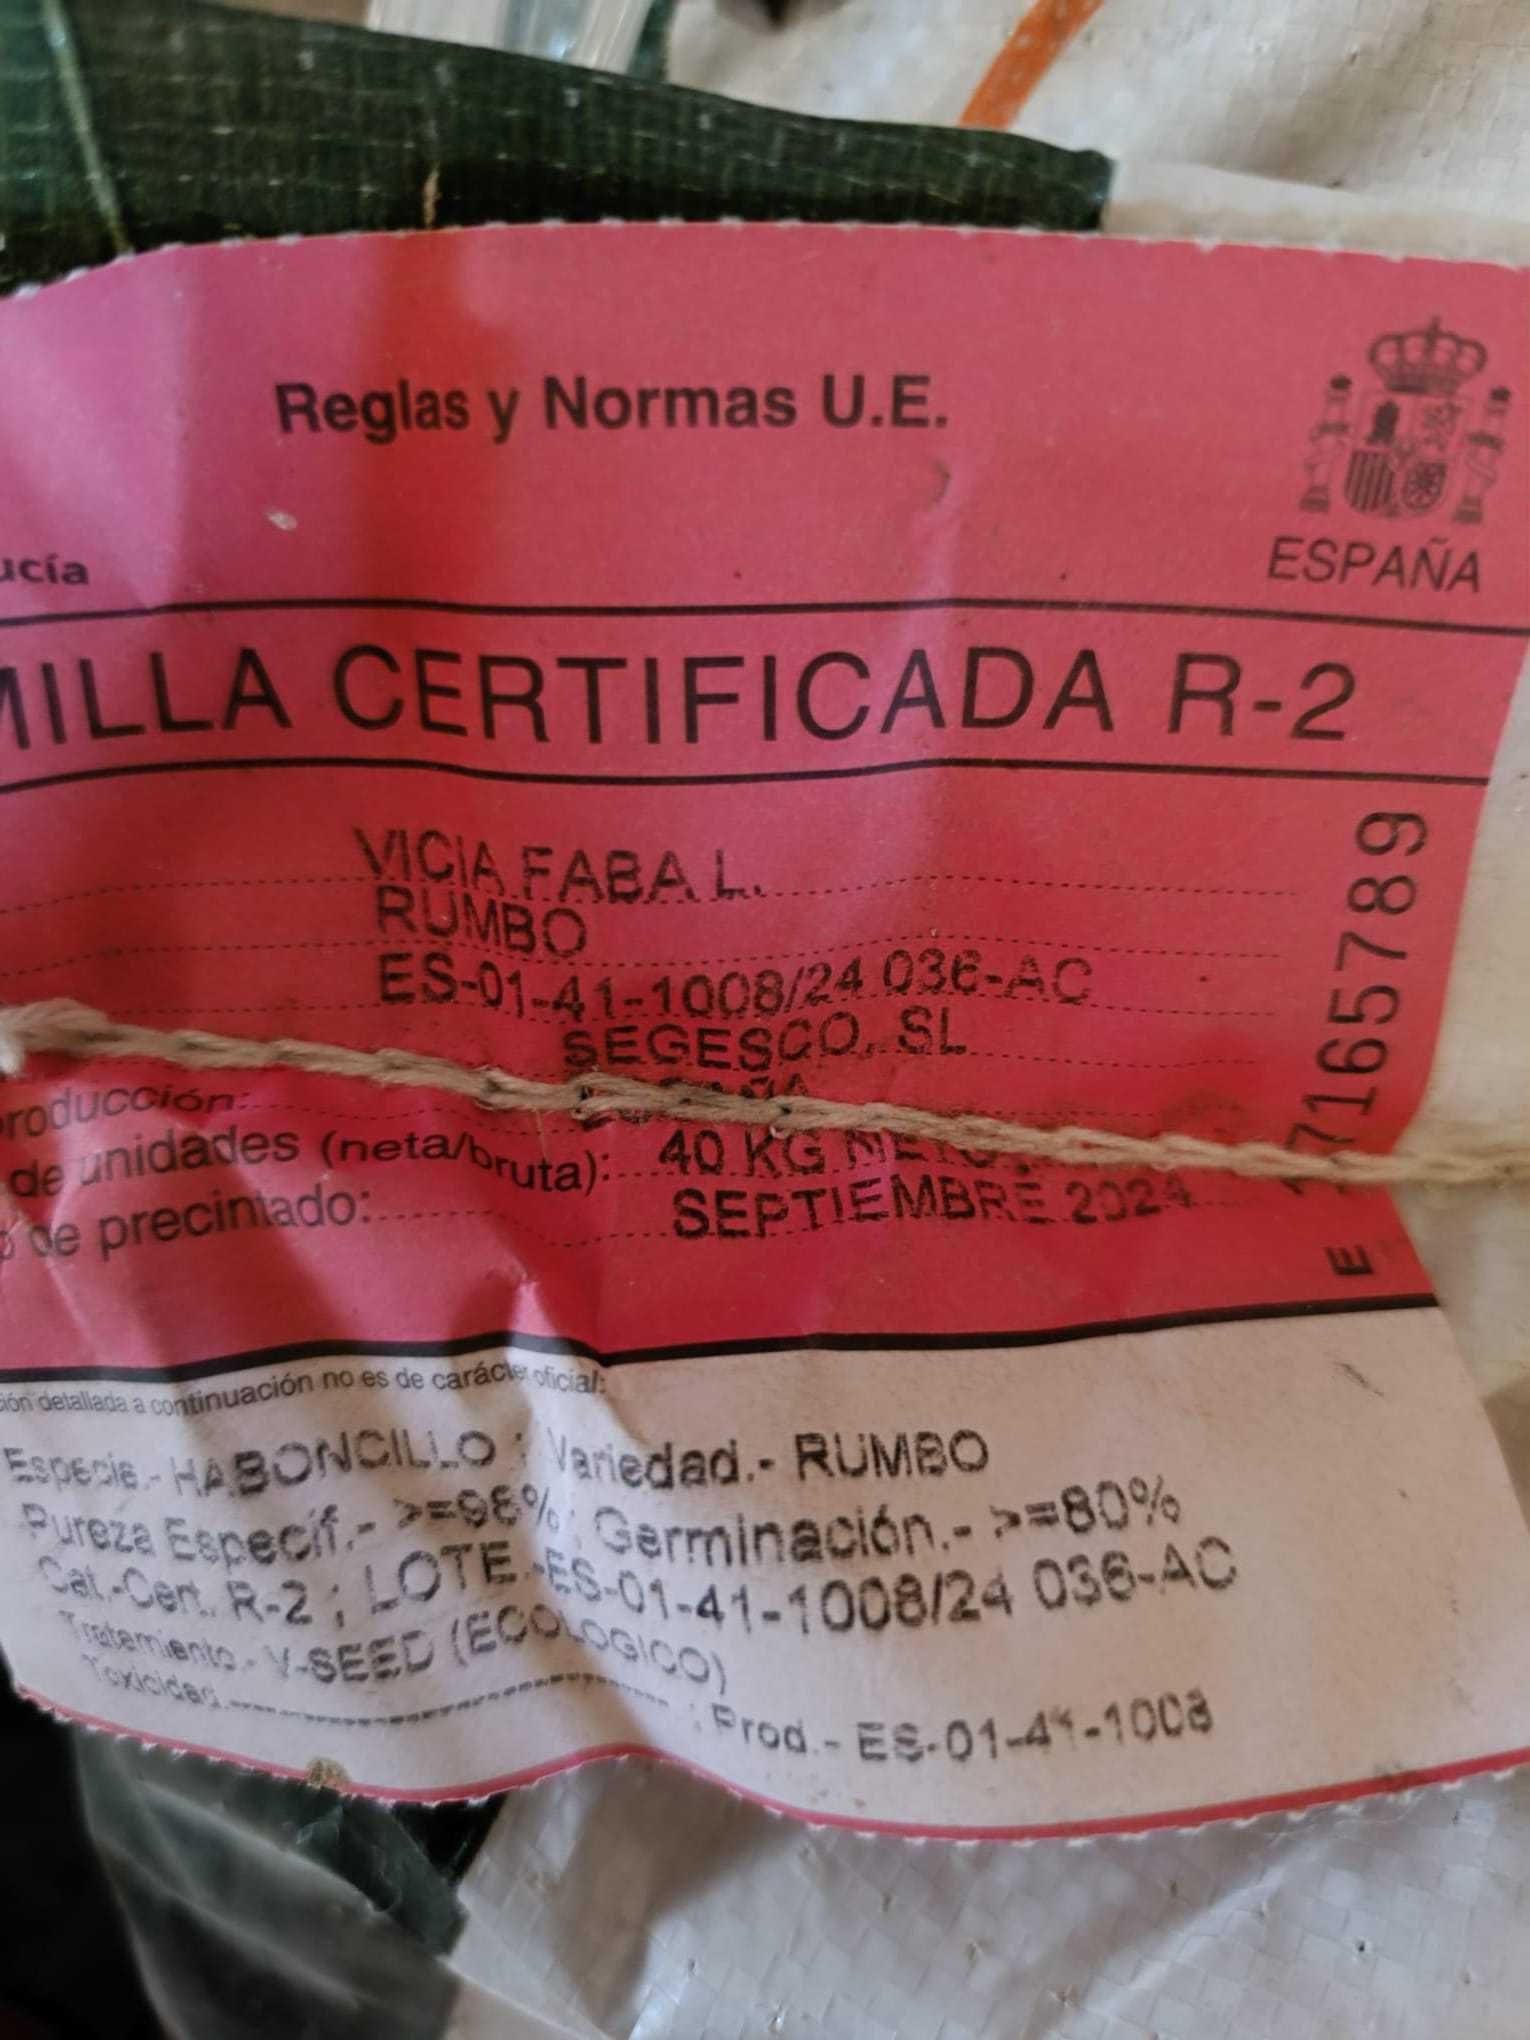 Reglas y Normas U.E.
ESPAÑA
ucía
MILLA CERTIFICADA R-2
VICIA FABA L.
RUMBO
ES-01-41-1008/24 036-AC
SEGESCO, SL
roducción:
de unidades (neta/bruta): 40 KG
de precintado: SEPTIEMBRE 2024
E 7165789
ión detallada a continuación no es de carácter oficial:
Especie.- HABONCILLO ; Variedad.- RUMBO
Pureza Especif.- >=98% ; Germinación.- >=80%
Cat.-Cert. R-2 ; LOTE.-ES-01-41-1008/24 036-AC
Tratamiento.- V-SEED (ECOLOGICO)
Toxicidad.------------------------------ ; Prod.- ES-01-41-1008